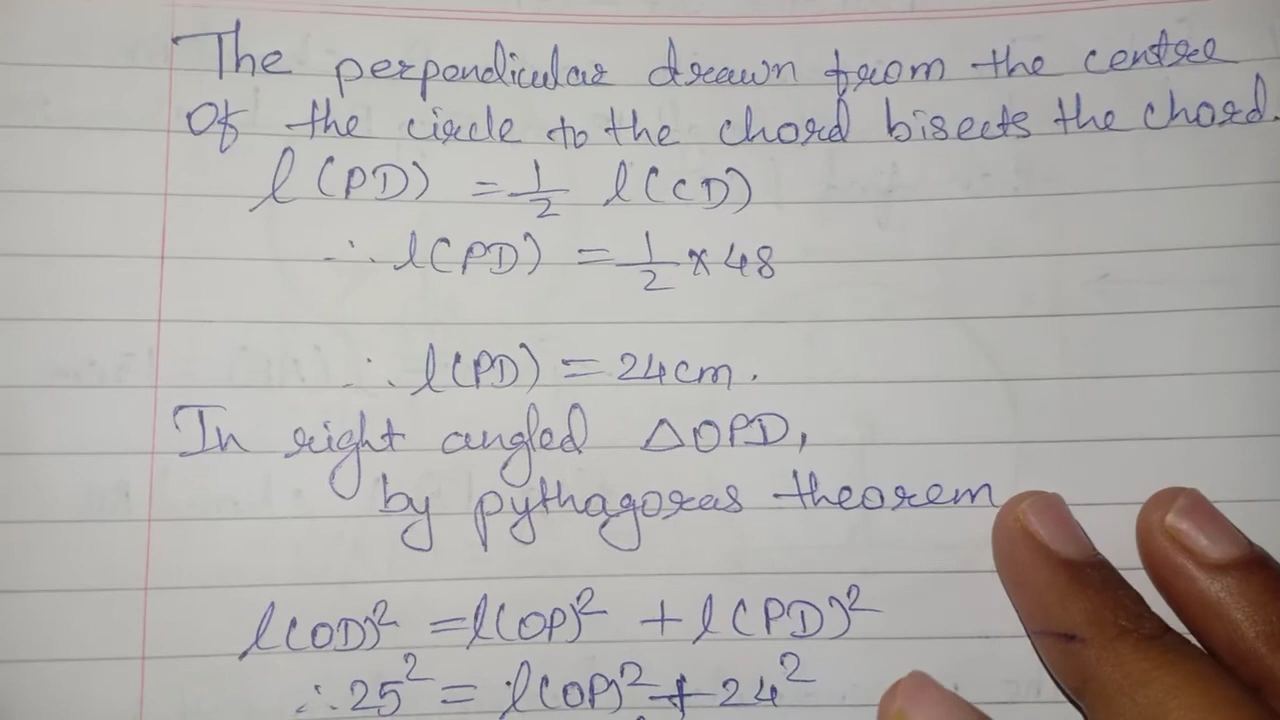 The perpendicular drawn from the centre
Of the circle to the chord bisects the chord.
l(PD) = 1/2 l(CD)
∴ l(PD) = 1/2 × 48
∴ l(PD) = 24cm.
In right angled △OPD,
by pythagoras theorem
l(OD)² = l(OP)² + l(PD)²
∴ 25² = l(OP)² + 24²